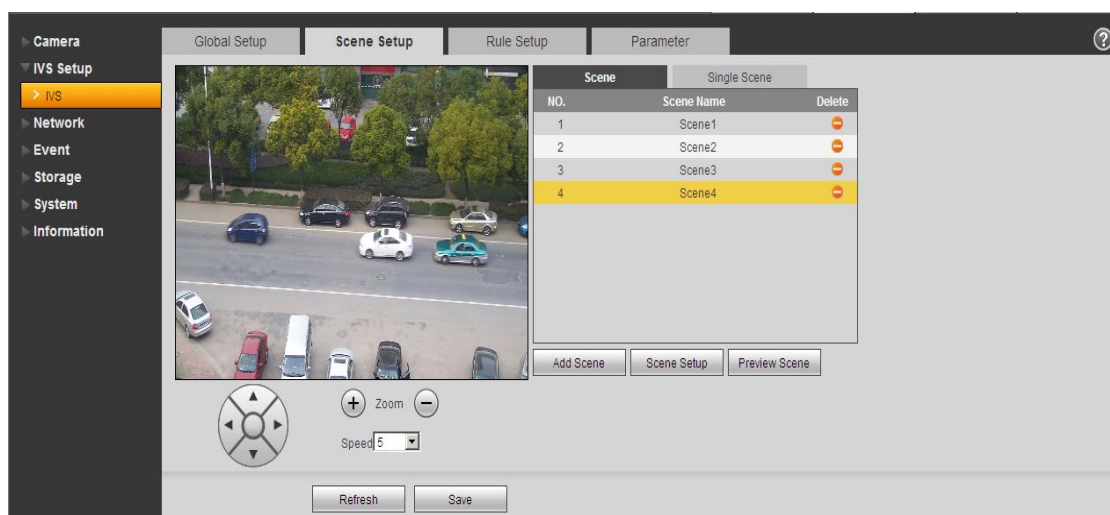 Camera
IVS Setup
> IVS
Network
Event
Storage
System
Information
Global Setup Scene Setup Rule Setup Parameter
?
Scene Single Scene
NO. Scene Name Delete
1 Scene1
2 Scene2
3 Scene3
4 Scene4
Add Scene Scene Setup Preview Scene
+ Zoom −
Speed 5
Refresh Save